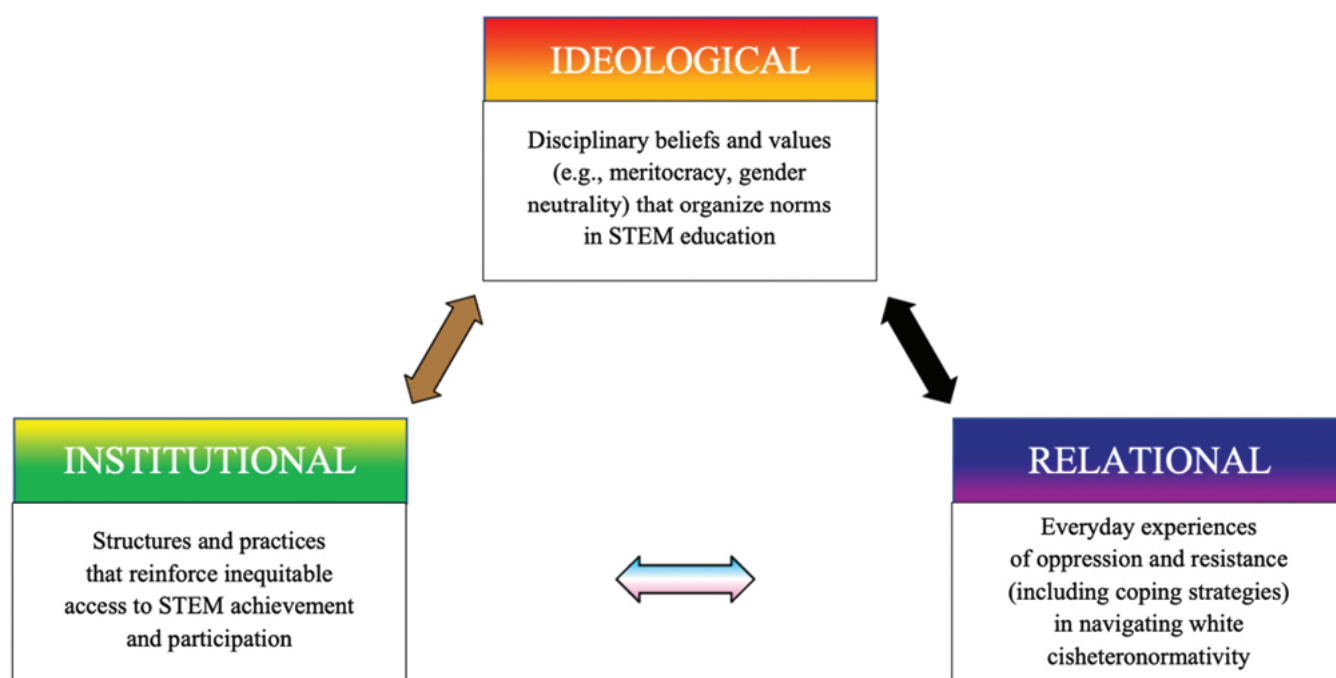 IDEOLOGICAL
Disciplinary beliefs and values
(e.g., meritocracy, gender
neutrality) that organize norms
in STEM education
INSTITUTIONAL
Structures and practices
that reinforce inequitable
access to STEM achievement
and participation
RELATIONAL
Everyday experiences
of oppression and resistance
(including coping strategies)
in navigating white
cisheteronormativity